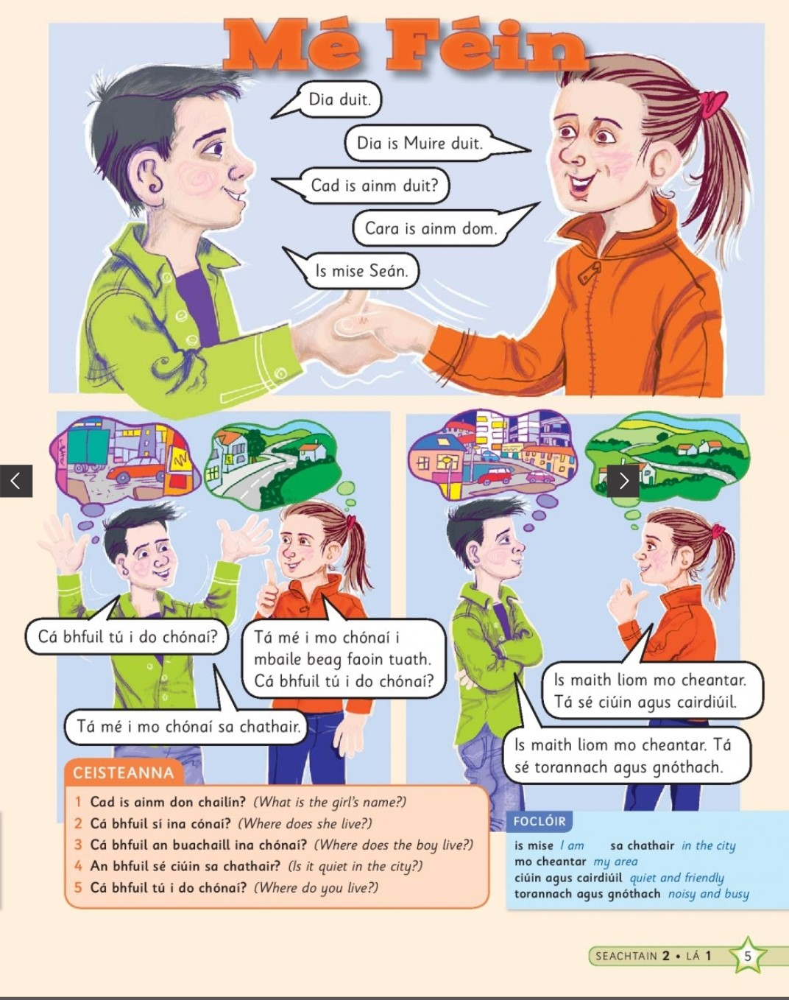 Mé Féin
Dia duit.
Dia is Muire duit.
Cad is ainm duit?
Cara is ainm dom.
Is mise Seán.
Cá bhfuil tú i do chónaí?
Tá mé i mo chónaí i
mbaile beag faoin tuath.
Cá bhfuil tú i do chónaí?
Tá mé i mo chónaí sa chathair.
Is maith liom mo cheantar.
Tá sé ciúin agus cairdiúil.
Is maith liom mo cheantar. Tá
sé torannach agus gnóthach.
CEISTEANNA
1 Cad is ainm don chailín? (What is the girl's name?)
2 Cá bhfuil sí ina cónaí? (Where does she live?)
3 Cá bhfuil an buachaill ina chónaí? (Where does the boy live?)
4 An bhfuil sé ciúin sa chathair? (Is it quiet in the city?)
5 Cá bhfuil tú i do chónaí? (Where do you live?)
FOCLÓIR
is mise I am sa chathair in the city
mo cheantar my area
ciúin agus cairdiúil quiet and friendly
torannach agus gnóthach noisy and busy
SEACHTAIN 2 • LÁ 1 5